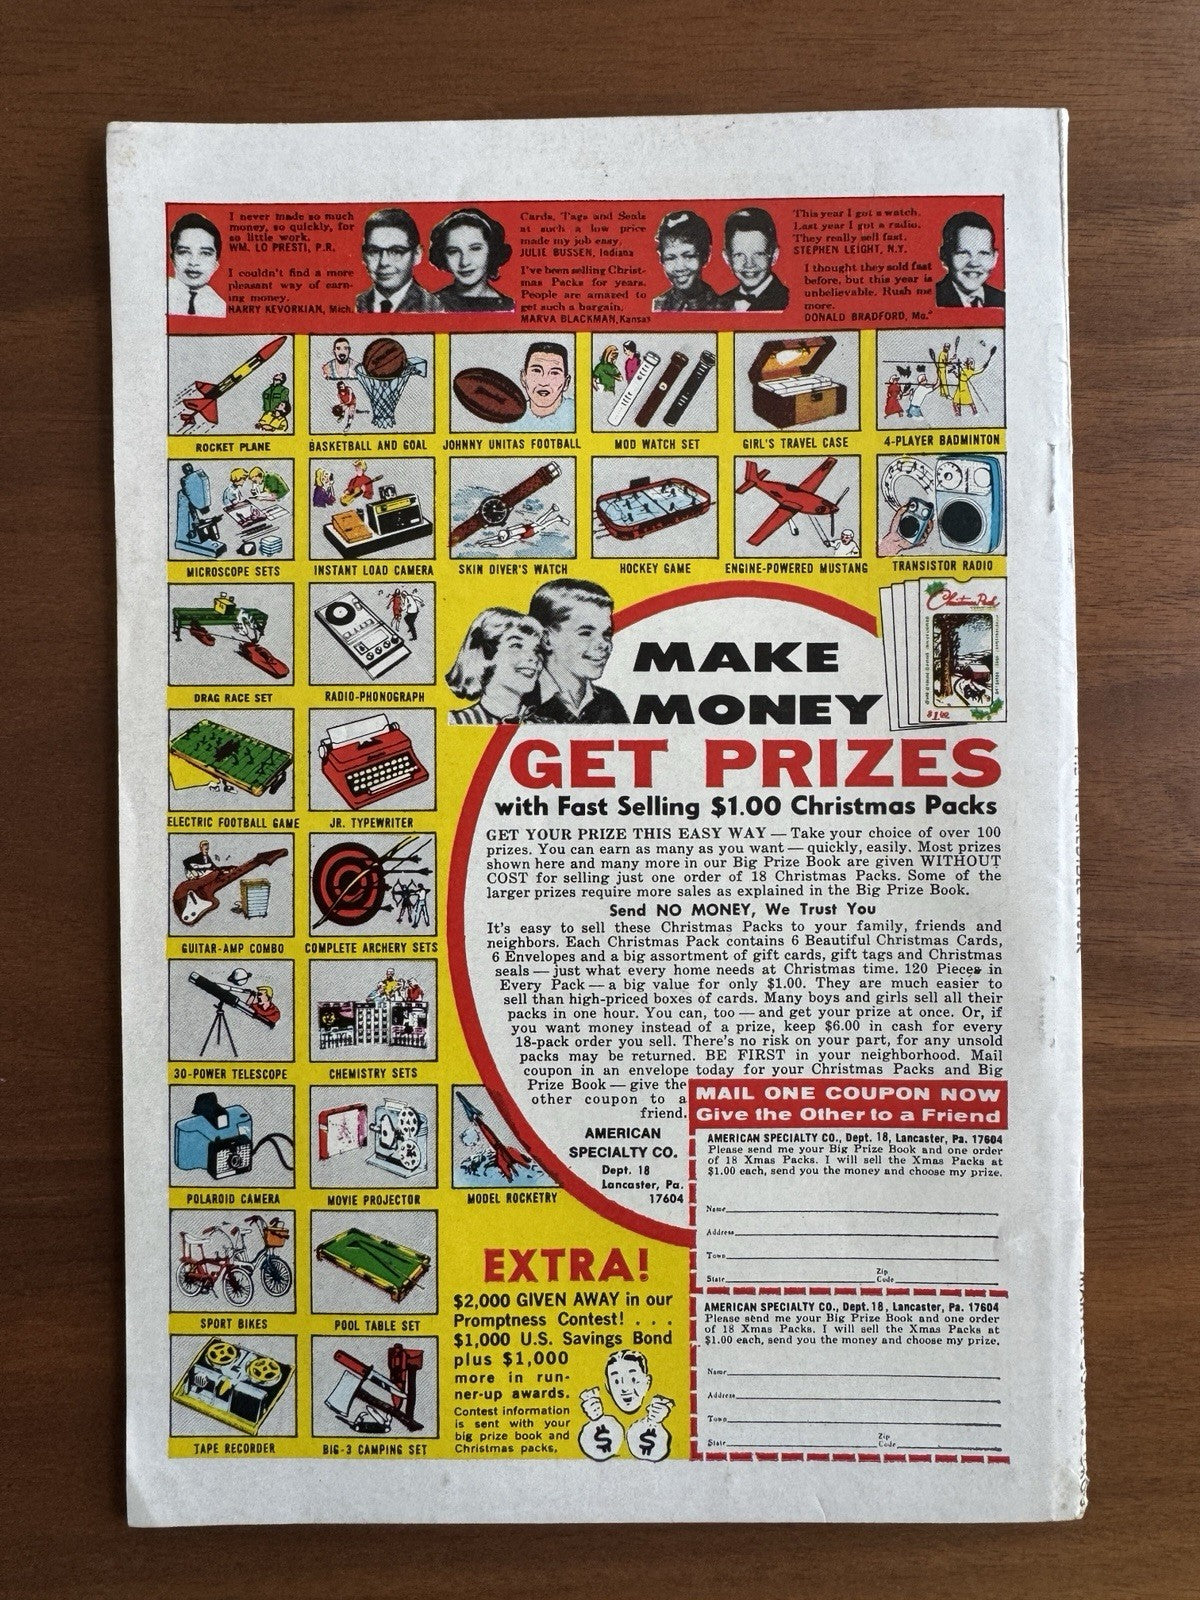 I never made so much
money, so quickly, for
so little work.
WM. LO PRESTI, P.R.
I couldn't find a more
pleasant way of earn-
ing money.
HARRY KEVORKIAN, Mich.
Cards, Tags and Seals
at such a low price
made my job easy.
JULIE BUSSEN, Indiana
I've been selling Christ-
mas Packs for years.
People are amazed to
get such a bargain.
MARVA BLACKMAN, Kansas
This year I got a watch.
Last year I got a radio.
They really sell fast.
STEPHEN LEIGHT, N.Y.
I thought they sold fast
before, but this year is
unbelievable. Rush me
more.
DONALD BRADFORD, Mo.
ROCKET PLANE
BASKETBALL AND GOAL
JOHNNY UNITAS FOOTBALL
MOD WATCH SET
GIRL'S TRAVEL CASE
4-PLAYER BADMINTON
MICROSCOPE SETS
INSTANT LOAD CAMERA
SKIN DIVER'S WATCH
HOCKEY GAME
ENGINE-POWERED MUSTANG
TRANSISTOR RADIO
DRAG RACE SET
RADIO-PHONOGRAPH
ELECTRIC FOOTBALL GAME
JR. TYPEWRITER
GUITAR-AMP COMBO
COMPLETE ARCHERY SETS
30-POWER TELESCOPE
CHEMISTRY SETS
POLAROID CAMERA
MOVIE PROJECTOR
MODEL ROCKETRY
SPORT BIKES
POOL TABLE SET
TAPE RECORDER
BIG-3 CAMPING SET
Christmas Pack
$1.00
MAKE
MONEY
GET PRIZES
with Fast Selling $1.00 Christmas Packs
GET YOUR PRIZE THIS EASY WAY — Take your choice of over 100
prizes. You can earn as many as you want — quickly, easily. Most prizes
shown here and many more in our Big Prize Book are given WITHOUT
COST for selling just one order of 18 Christmas Packs. Some of the
larger prizes require more sales as explained in the Big Prize Book.
Send NO MONEY, We Trust You
It's easy to sell these Christmas Packs to your family, friends and
neighbors. Each Christmas Pack contains 6 Beautiful Christmas Cards,
6 Envelopes and a big assortment of gift cards, gift tags and Christmas
seals — just what every home needs at Christmas time. 120 Pieces in
Every Pack — a big value for only $1.00. They are much easier to
sell than high-priced boxes of cards. Many boys and girls sell all their
packs in one hour. You can, too — and get your prize at once. Or, if
you want money instead of a prize, keep $6.00 in cash for every
18-pack order you sell. There's no risk on your part, for any unsold
packs may be returned. BE FIRST in your neighborhood. Mail
coupon in an envelope today for your Christmas Packs and Big
Prize Book — give the
other coupon to a
friend.
AMERICAN
SPECIALTY CO.
Dept. 18
Lancaster, Pa.
17604
EXTRA!
$2,000 GIVEN AWAY in our
Promptness Contest! . . .
$1,000 U.S. Savings Bond
plus $1,000
more in run-
ner-up awards.
Contest information
is sent with your
big prize book and
Christmas packs.
$ $
MAIL ONE COUPON NOW
Give the Other to a Friend
AMERICAN SPECIALTY CO., Dept. 18, Lancaster, Pa. 17604
Please send me your Big Prize Book and one order
of 18 Xmas Packs. I will sell the Xmas Packs at
$1.00 each, send you the money and choose my prize.
Name
Address
Town
State Zip Code
AMERICAN SPECIALTY CO., Dept. 18, Lancaster, Pa. 17604
Please send me your Big Prize Book and one order
of 18 Xmas Packs. I will sell the Xmas Packs at
$1.00 each, send you the money and choose my prize.
Name
Address
Town
State Zip Code